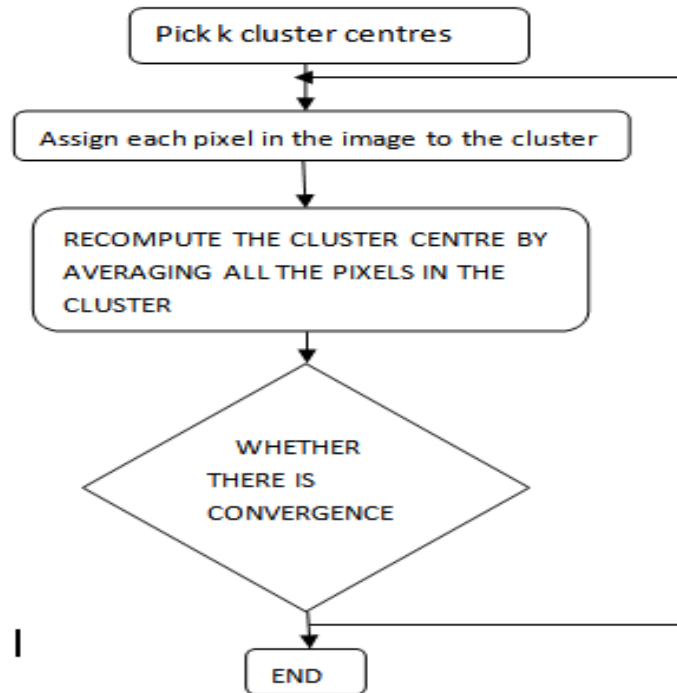 Pick k cluster centres
Assign each pixel in the image to the cluster
RECOMPUTE THE CLUSTER CENTRE BY
AVERAGING ALL THE PIXELS IN THE
CLUSTER
WHETHER
THERE IS
CONVERGENCE
END